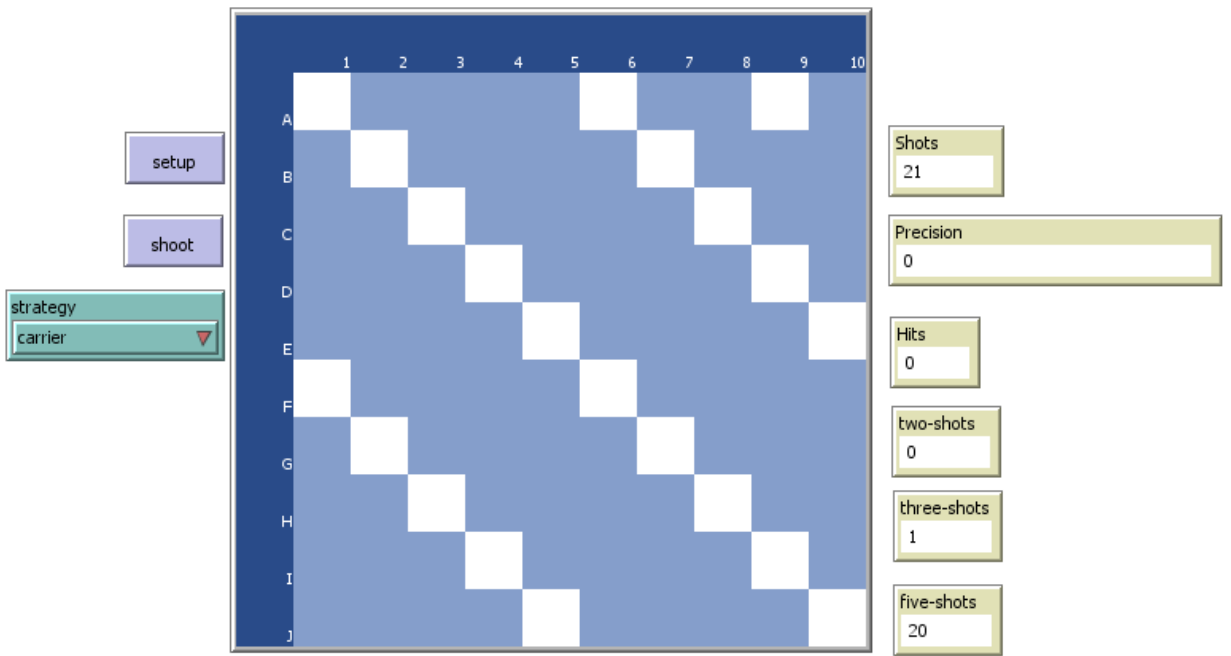 setup
shoot
strategy
carrier
1 2 3 4 5 6 7 8 9 10
A
B
C
D
E
F
G
H
I
J
Shots
21
Precision
0
Hits
0
two-shots
0
three-shots
1
five-shots
20